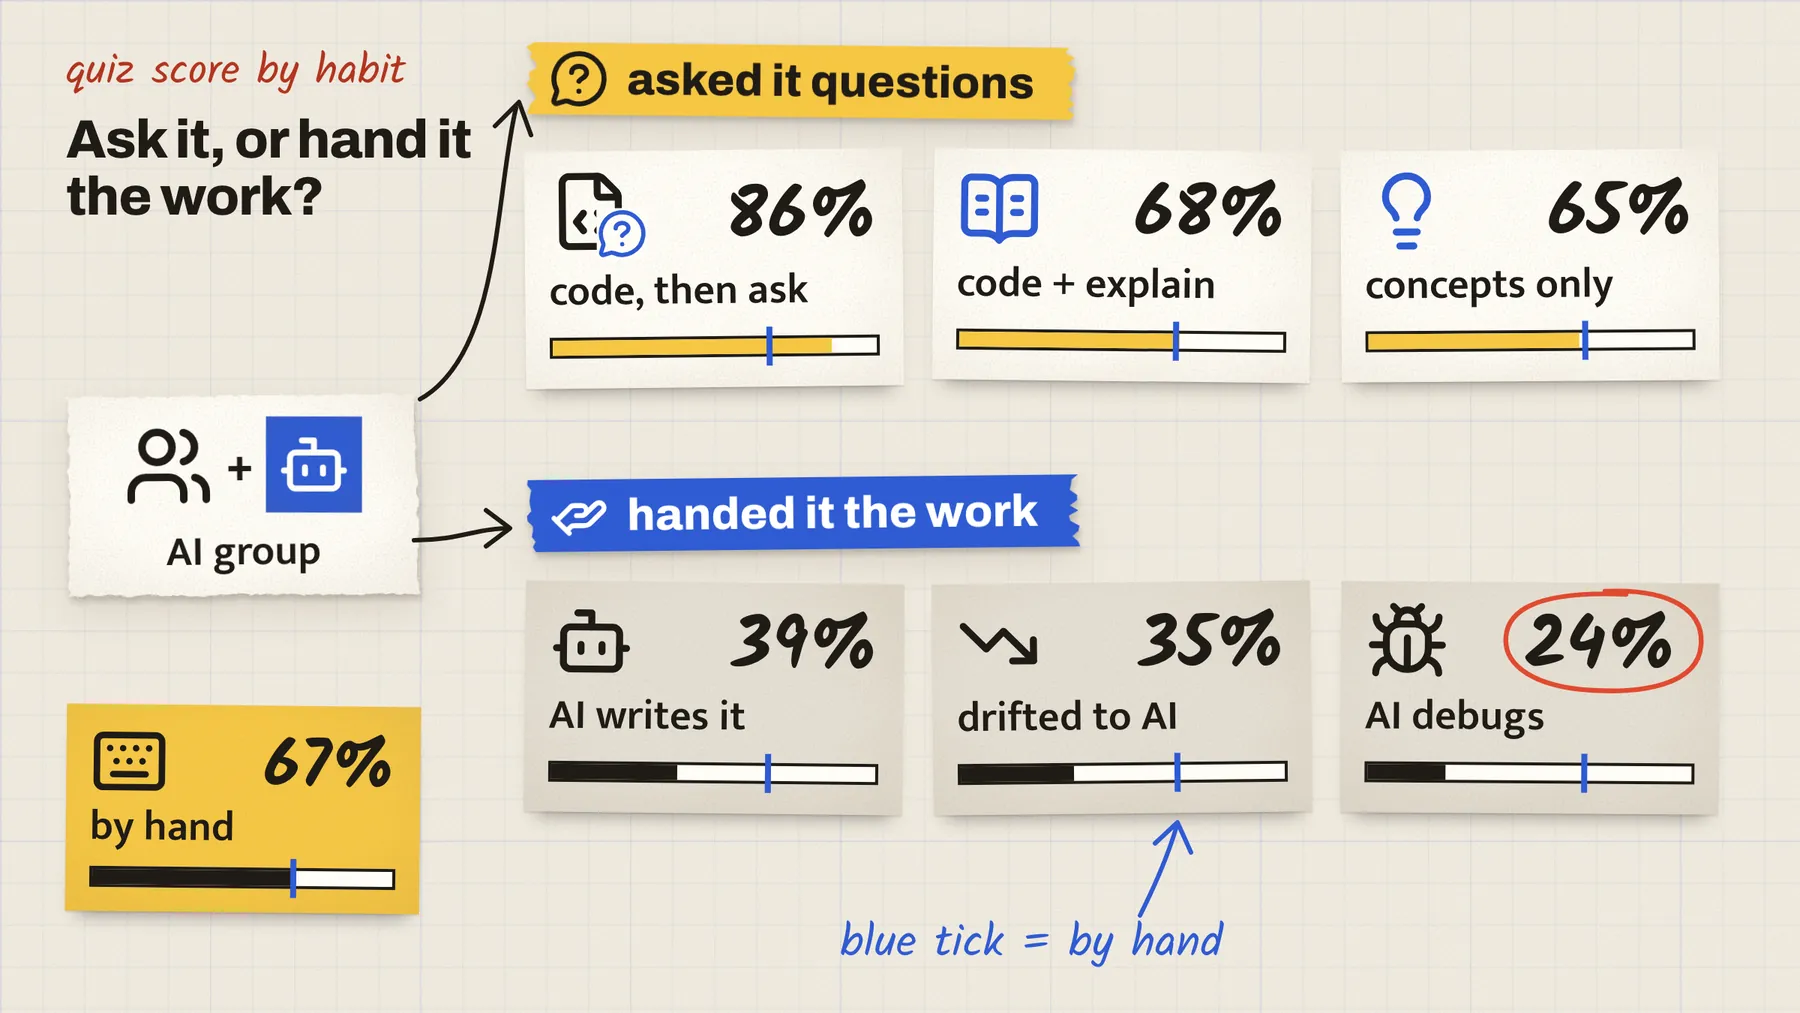 quiz score by habit
Ask it, or hand it
the work?
asked it questions
86%
code, then ask
68%
code + explain
65%
concepts only
+
AI group
handed it the work
39%
AI writes it
35%
drifted to AI
24%
AI debugs
67%
by hand
blue tick = by hand